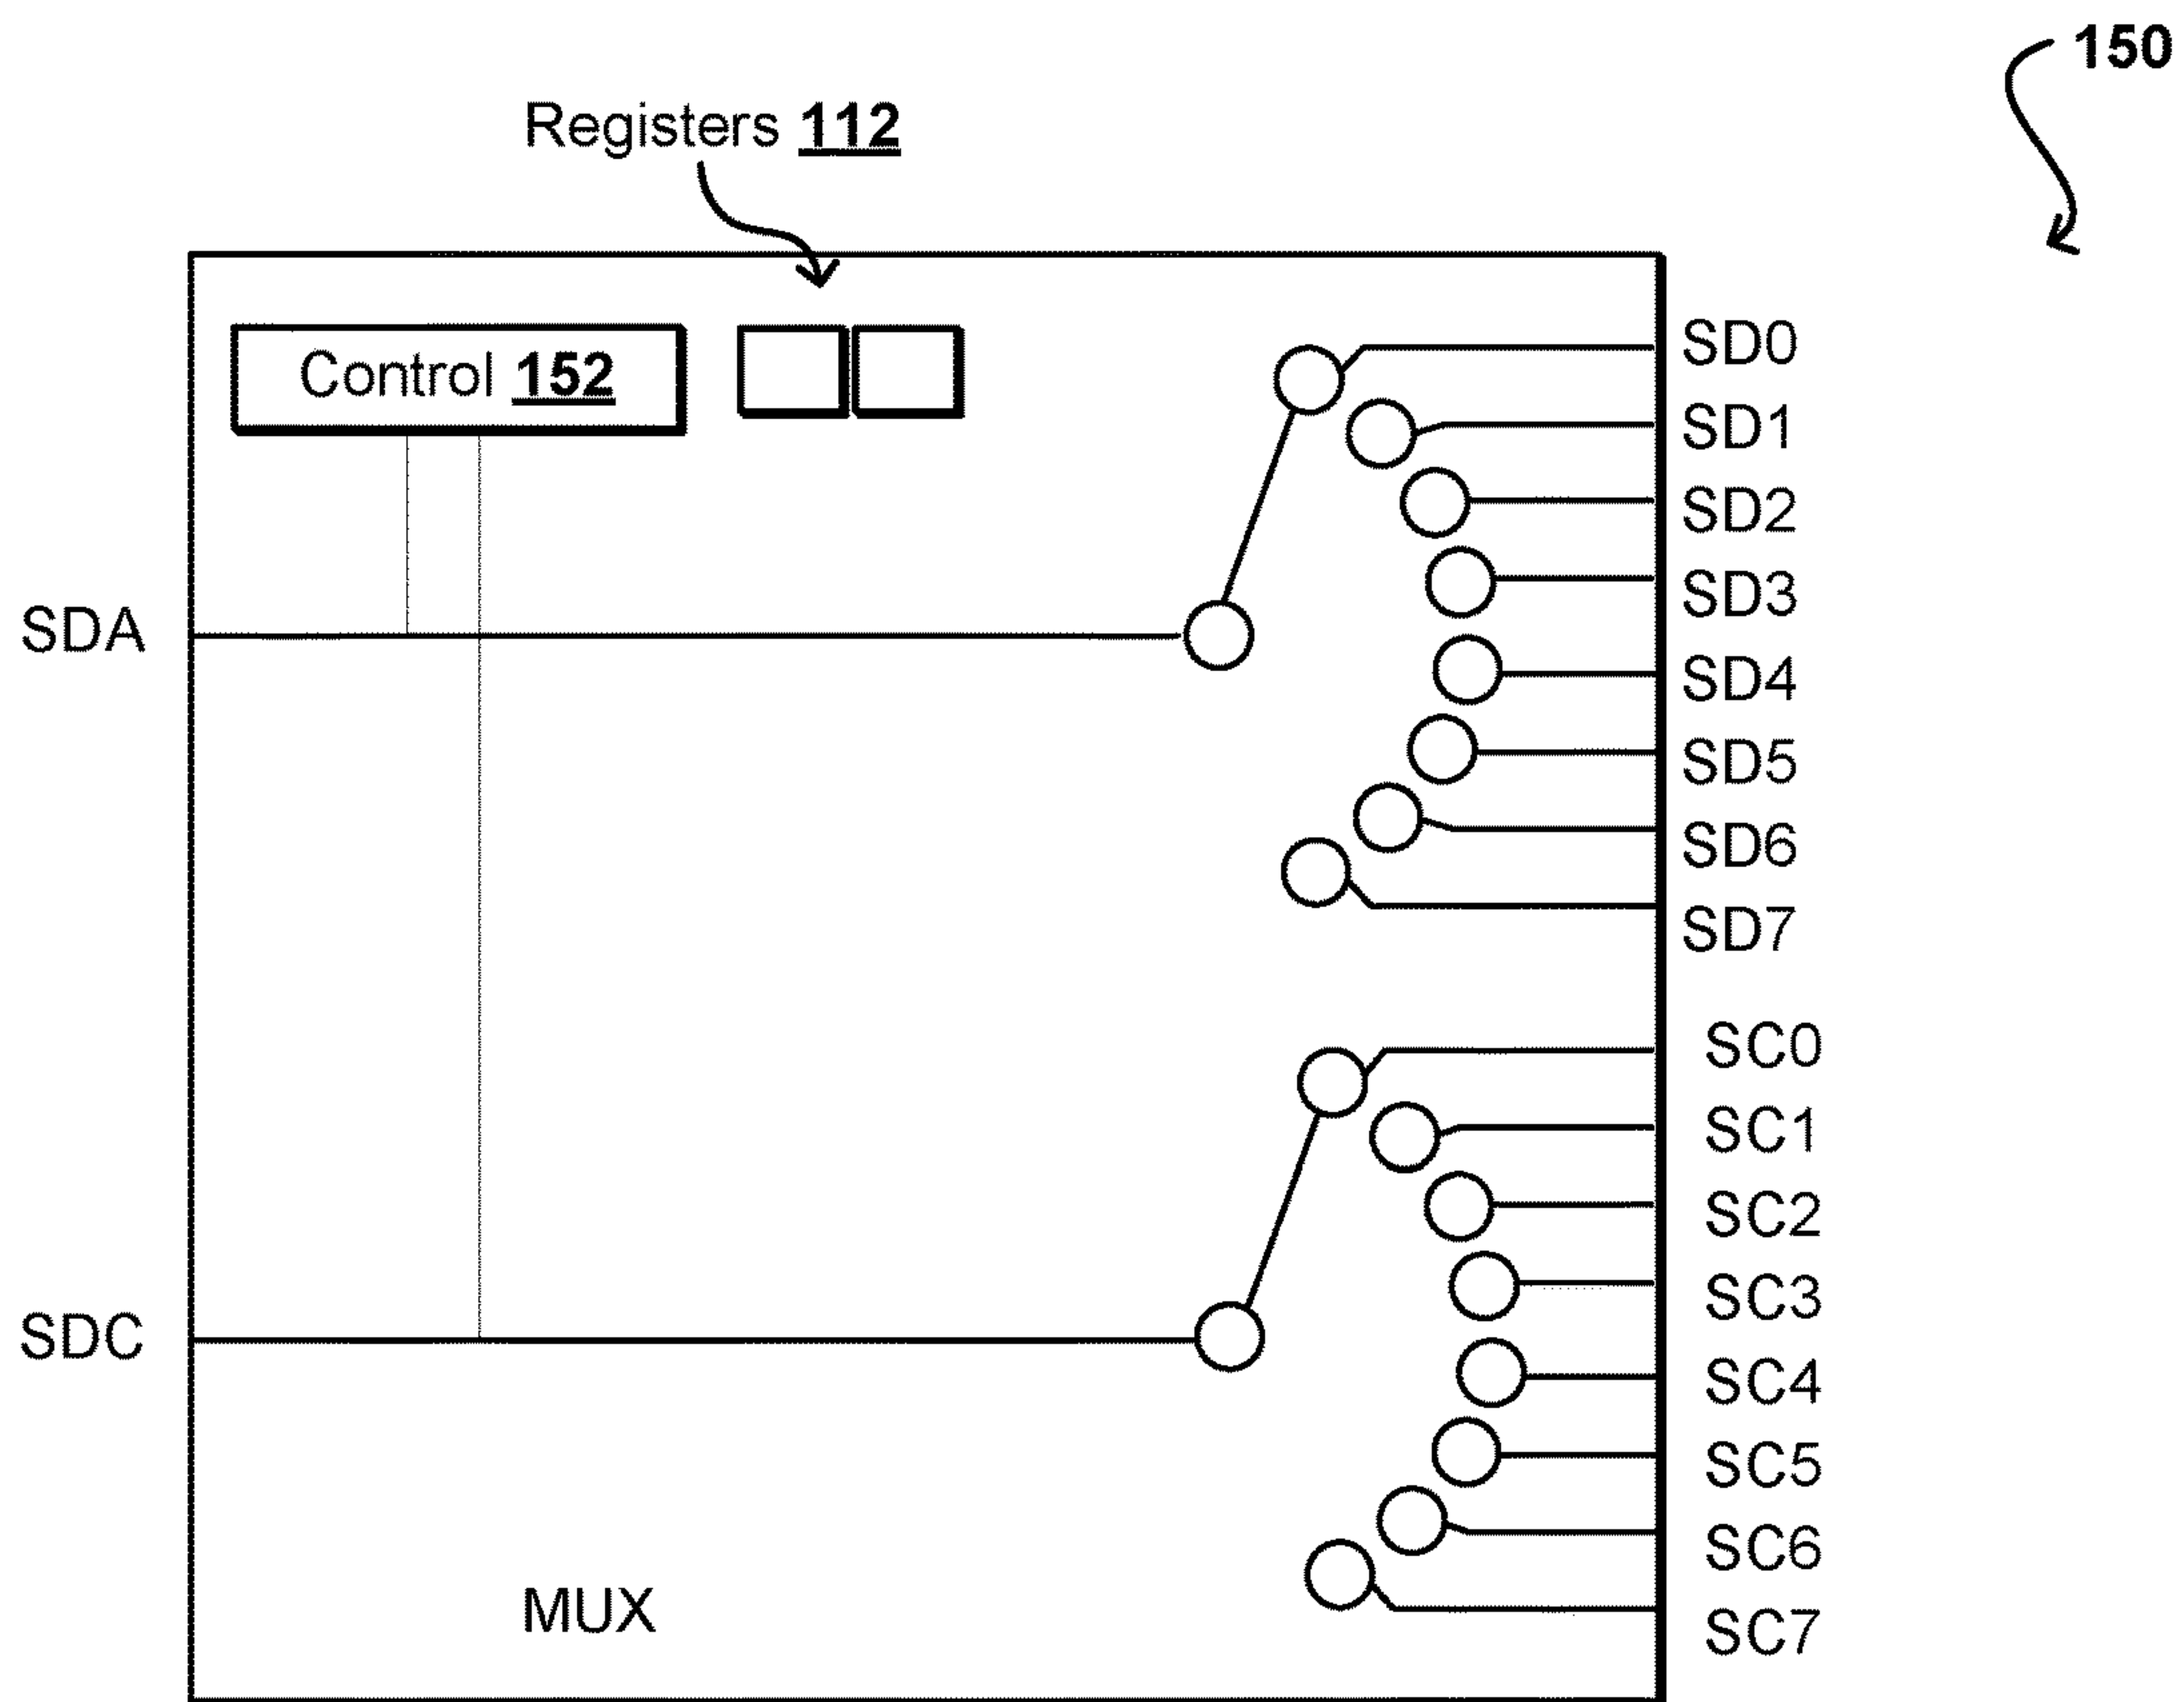 150
Registers 112
Control 152
SD0
SD1
SD2
SD3
SDA
SD4
SD5
SD6
SD7
SC0
SC1
SC2
SC3
SDC
SC4
SC5
SC6
MUX
SC7